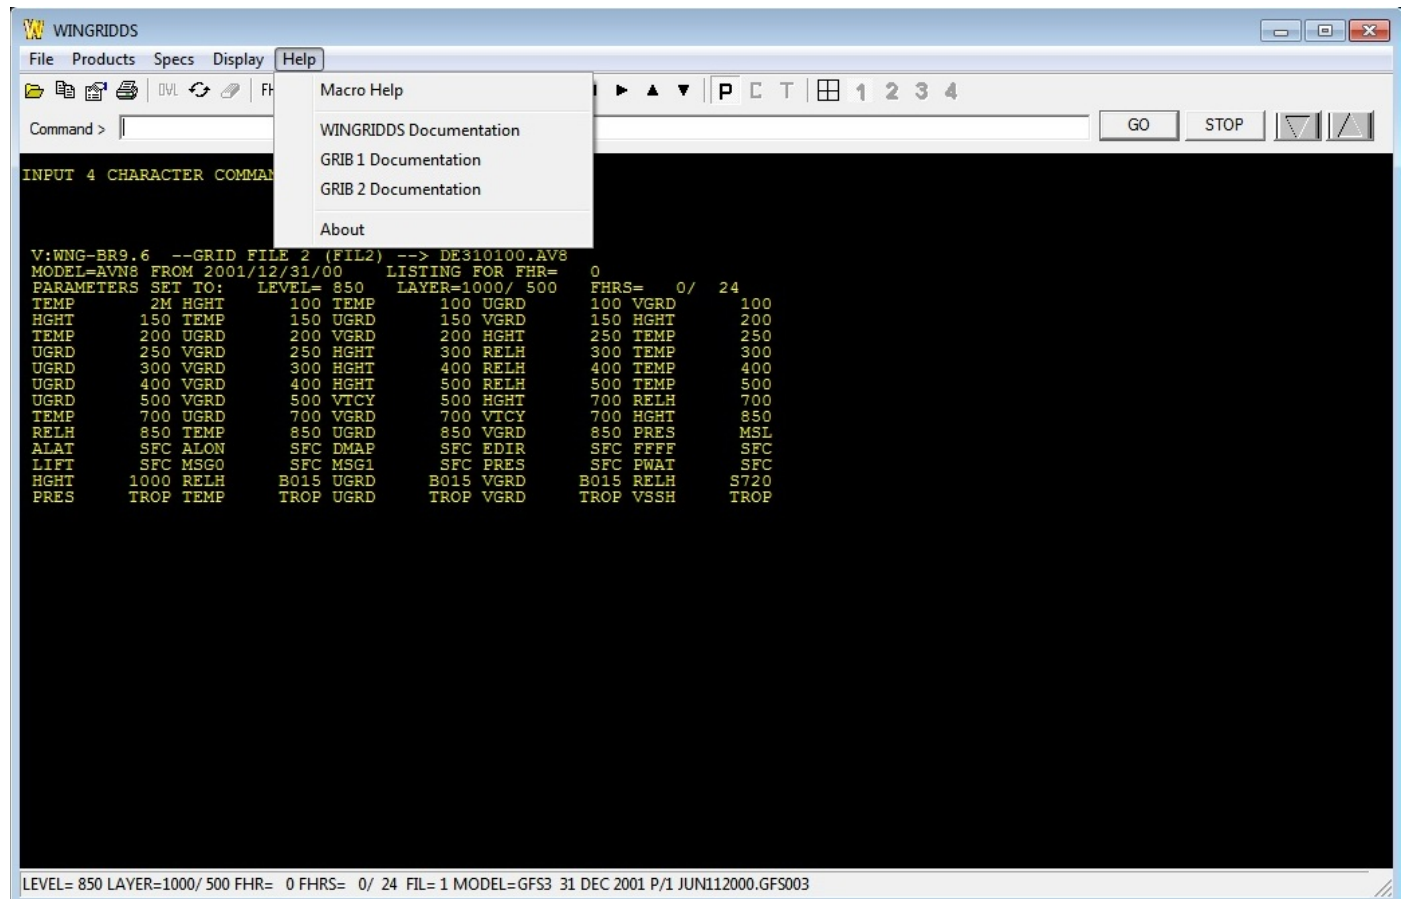 WINGRIDDS
File Products Specs Display Help
DVL P C T 1 2 3 4
Command > GO STOP
Macro Help
WINGRIDDS Documentation
GRIB 1 Documentation
GRIB 2 Documentation
About
INPUT 4 CHARACTER
V:WNG-BR9.6 --GRID FILE 2 (FIL2) --> DE310100.AV8
MODEL=AVN8 FROM 2001/12/31/00 LISTING FOR FHR= 0
PARAMETERS SET TO: LEVEL= 850 LAYER=1000/ 500 FHRS= 0/ 24
TEMP 2M HGHT 100 TEMP 100 UGRD 100 VGRD 100
HGHT 150 TEMP 150 UGRD 150 VGRD 150 HGHT 200
TEMP 200 UGRD 200 VGRD 200 HGHT 250 TEMP 250
UGRD 250 VGRD 250 HGHT 300 RELH 300 TEMP 300
UGRD 300 VGRD 300 HGHT 400 RELH 400 TEMP 400
UGRD 400 VGRD 400 HGHT 500 RELH 500 TEMP 500
UGRD 500 VGRD 500 VTCY 500 HGHT 700 RELH 700
TEMP 700 UGRD 700 VGRD 700 VTCY 700 HGHT 850
RELH 850 TEMP 850 UGRD 850 VGRD 850 PRES MSL
ALAT SFC ALON SFC DMAP SFC EDIR SFC FFFF SFC
LIFT SFC MSG0 SFC MSG1 SFC PRES SFC PWAT SFC
HGHT 1000 RELH B015 UGRD B015 VGRD B015 RELH S720
PRES TROP TEMP TROP UGRD TROP VGRD TROP VSSH TROP
LEVEL= 850 LAYER=1000/ 500 FHR= 0 FHRS= 0/ 24 FIL= 1 MODEL=GFS3 31 DEC 2001 P/1 JUN112000.GFS003